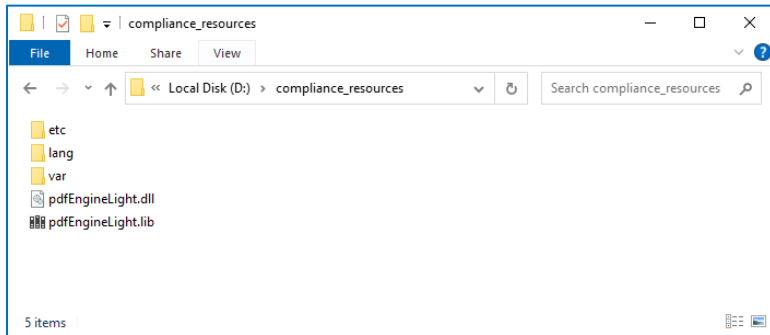 compliance_resources
File Home Share View
« Local Disk (D:) › compliance_resources Search compliance_resources
etc
lang
var
pdfEngineLight.dll
pdfEngineLight.lib
5 items